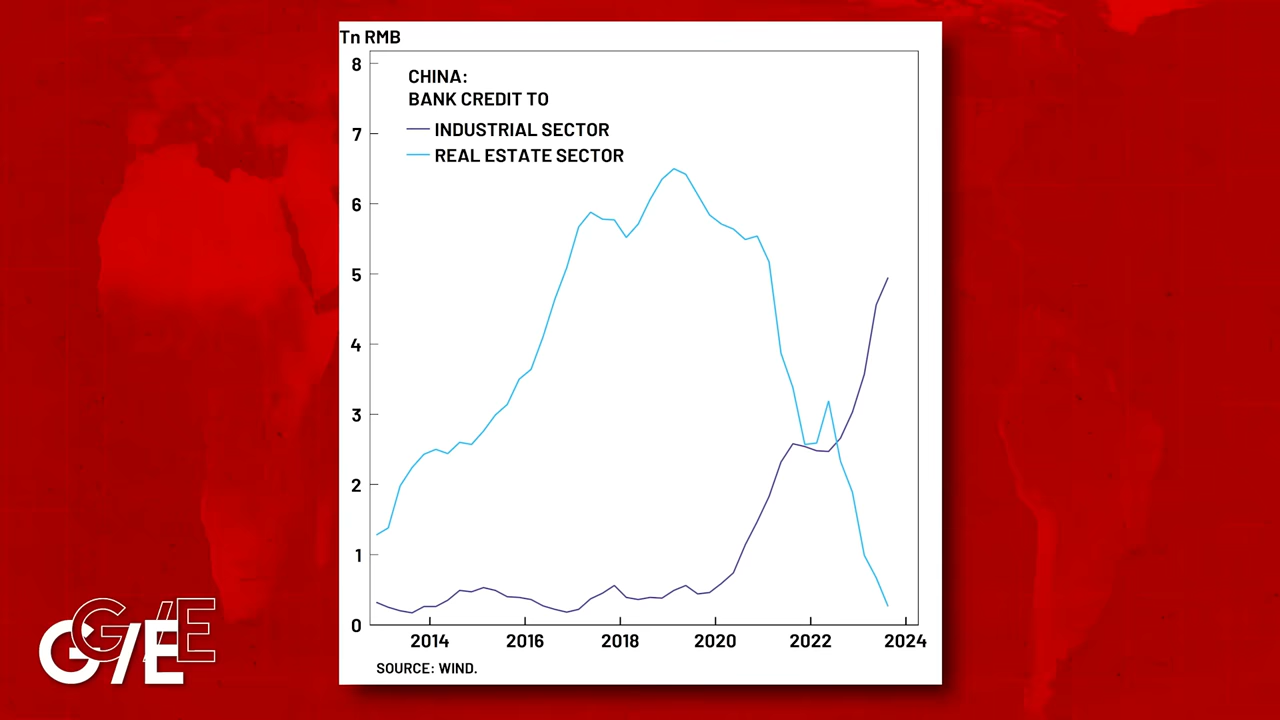 Tn RMB
8
CHINA:
BANK CREDIT TO
7
INDUSTRIAL SECTOR
REAL ESTATE SECTOR
6
5
4
3
2
1
0
2014 2016 2018 2020 2022 2024
SOURCE: WIND.
G/E
G/E